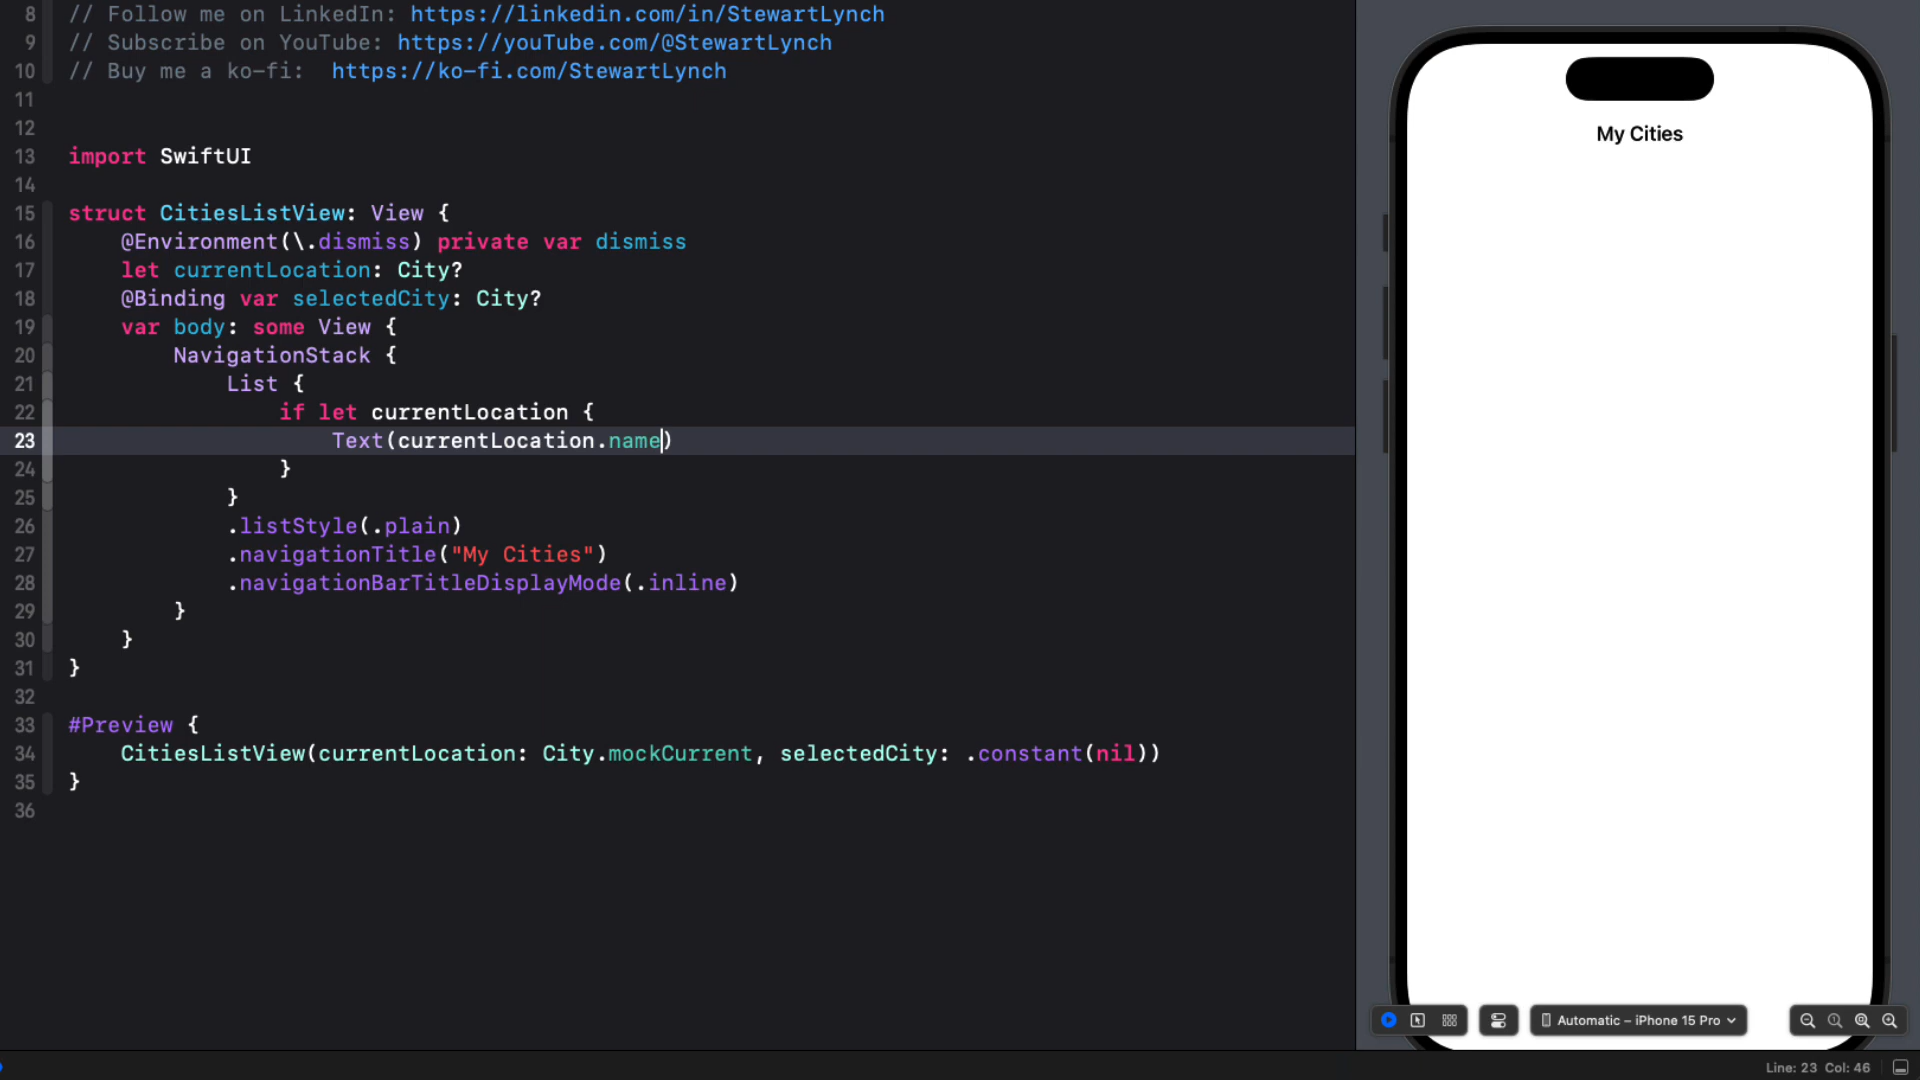 8 // Follow me on LinkedIn: https://linkedin.com/in/StewartLynch
9 // Subscribe on YouTube: https://youTube.com/@StewartLynch
10 // Buy me a ko-fi:  https://ko-fi.com/StewartLynch
11
12
13 import SwiftUI
14
15 struct CitiesListView: View {
16     @Environment(\.dismiss) private var dismiss
17     let currentLocation: City?
18     @Binding var selectedCity: City?
19     var body: some View {
20         NavigationStack {
21             List {
22                 if let currentLocation {
23                     Text(currentLocation.name)
24                 }
25             }
26             .listStyle(.plain)
27             .navigationTitle("My Cities")
28             .navigationBarTitleDisplayMode(.inline)
29         }
30     }
31 }
32
33 #Preview {
34     CitiesListView(currentLocation: City.mockCurrent, selectedCity: .constant(nil))
35 }
36
My Cities
Automatic – iPhone 15 Pro
Line: 23 Col: 46